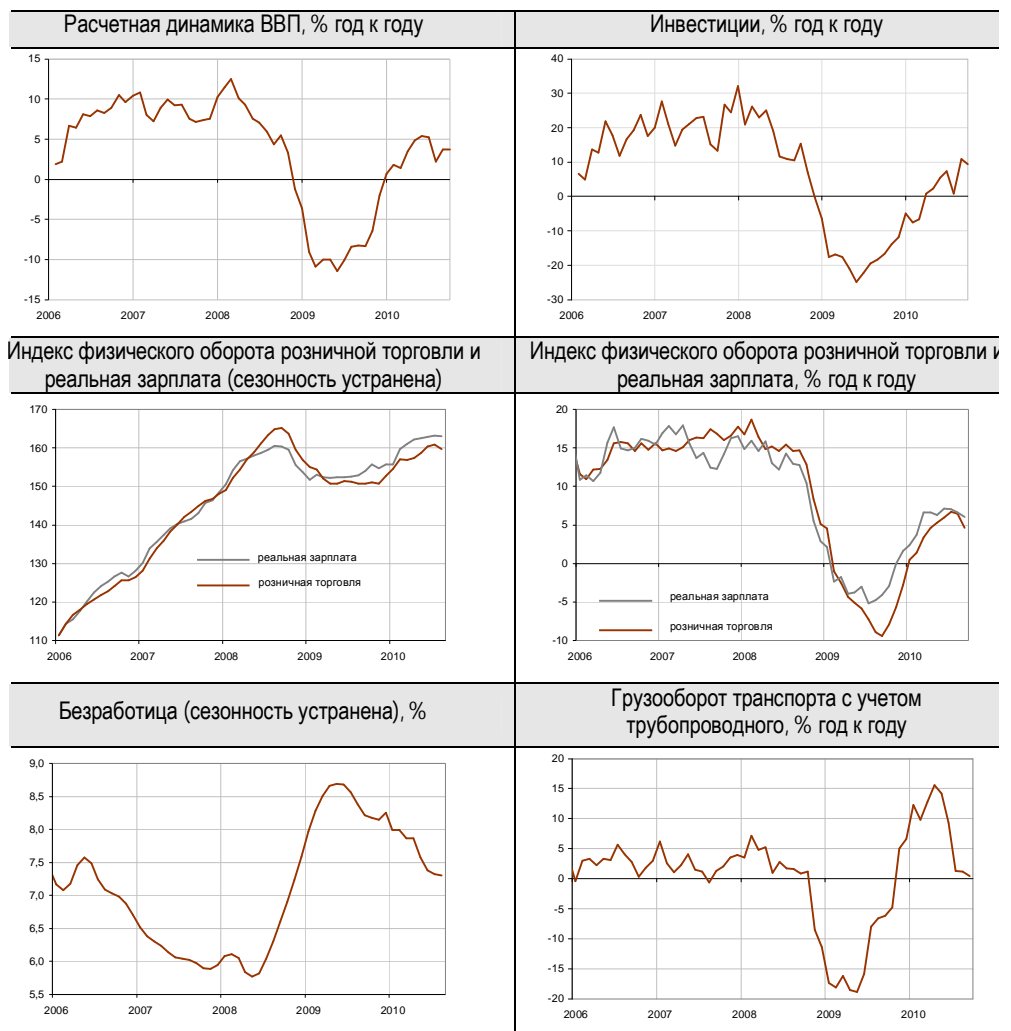 Расчетная динамика ВВП, % год к году
Инвестиции, % год к году
15
10
5
0
-5
-10
-15
2006 2007 2008 2009 2010
40
30
20
10
0
-10
-20
-30
2006 2007 2008 2009 2010
Индекс физического оборота розничной торговли и
реальная зарплата (сезонность устранена)
Индекс физического оборота розничной торговли и
реальная зарплата, % год к году
170
160
150
140
130
120
110
реальная зарплата
розничная торговля
2006 2007 2008 2009 2010
20
15
10
5
0
-5
-10
реальная зарплата
розничная торговля
2006 2007 2008 2009 2010
Безработица (сезонность устранена), %
Грузооборот транспорта с учетом
трубопроводного, % год к году
9,0
8,5
8,0
7,5
7,0
6,5
6,0
5,5
2006 2007 2008 2009 2010
20
15
10
5
0
-5
-10
-15
-20
2006 2007 2008 2009 2010